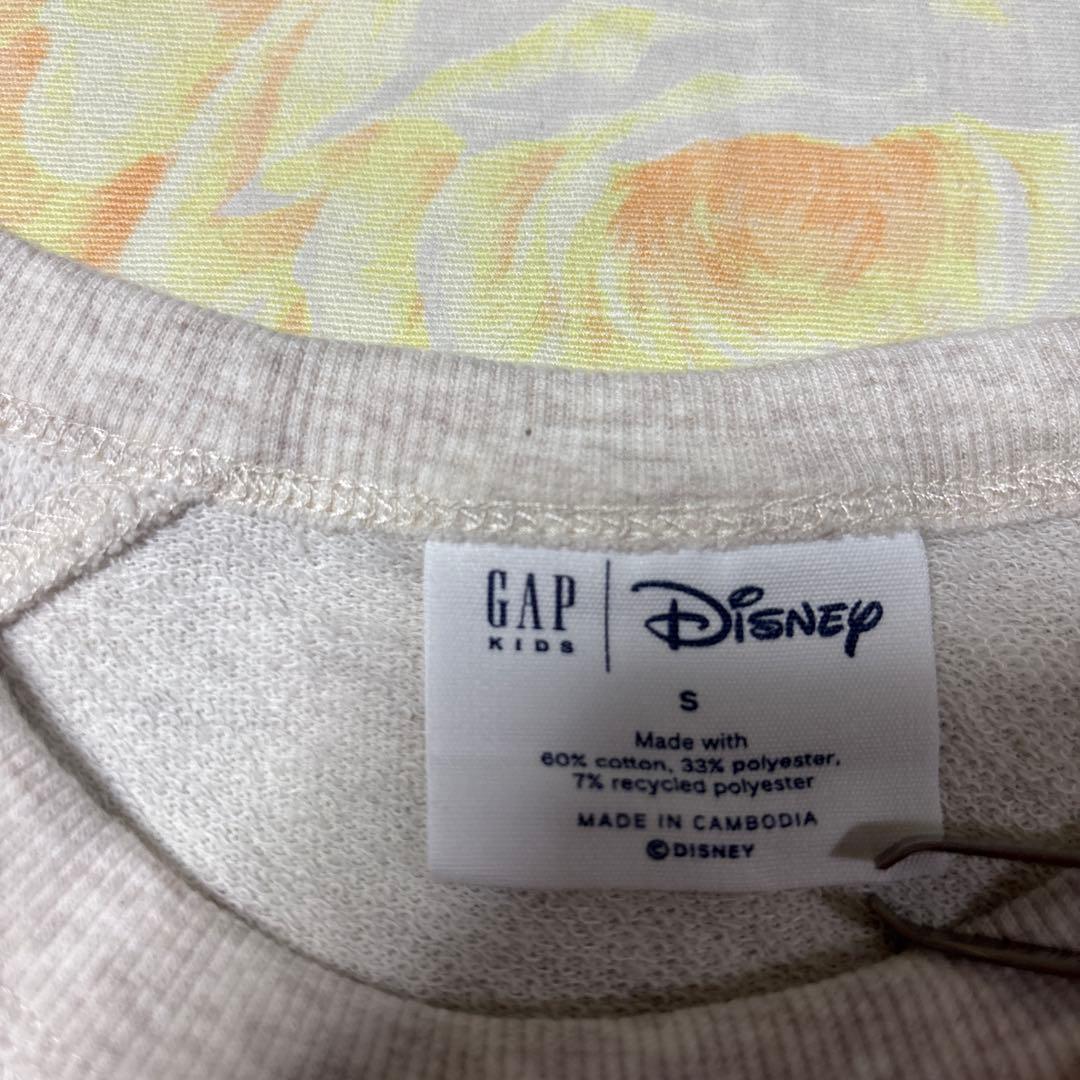 GAP
KIDS
Disney
S
Made with
60% cotton, 33% polyester,
7% recycled polyester
MADE IN CAMBODIA
©DISNEY